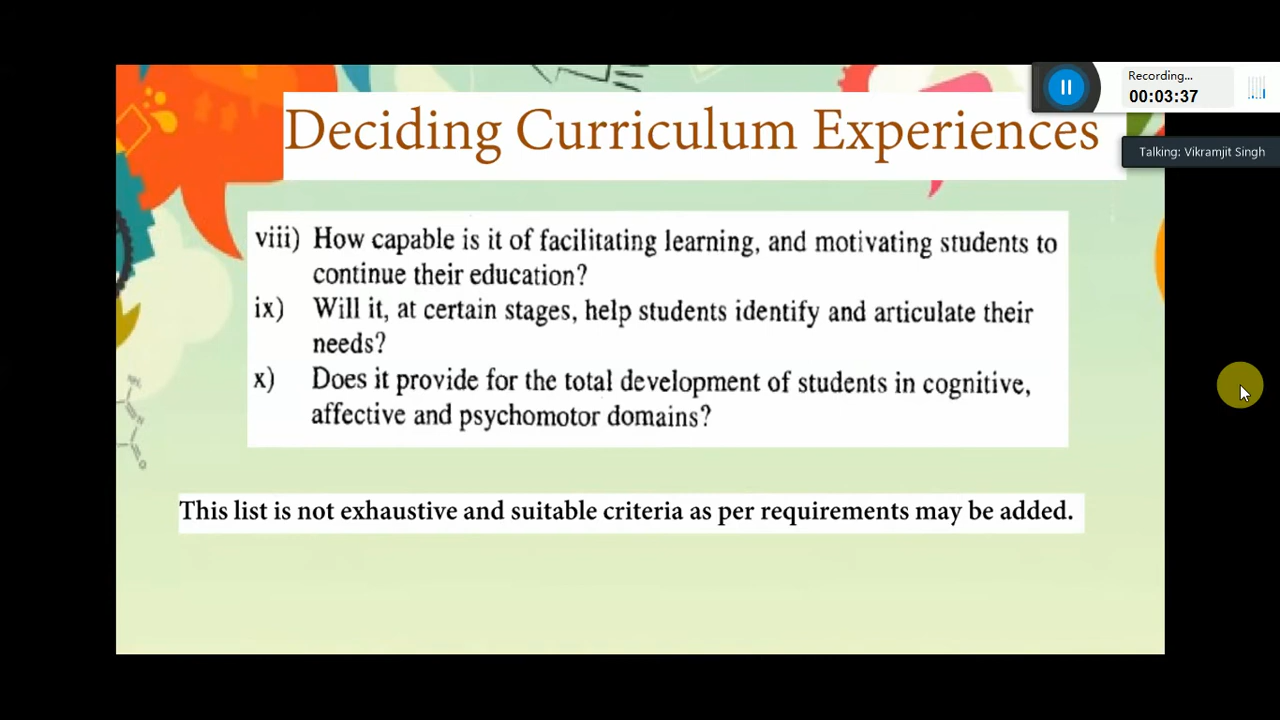 Recording...
00:03:37
Talking: Vikramjit Singh
Deciding Curriculum Experiences
viii) How capable is it of facilitating learning, and motivating students to
continue their education?
ix) Will it, at certain stages, help students identify and articulate their
needs?
x) Does it provide for the total development of students in cognitive,
affective and psychomotor domains?
This list is not exhaustive and suitable criteria as per requirements may be added.